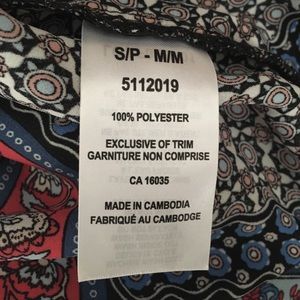 S/P - M/M
5112019
100% POLYESTER
EXCLUSIVE OF TRIM
GARNITURE NON COMPRISE
CA 16035
MADE IN CAMBODIA
FABRIQUÉ AU CAMBODGE